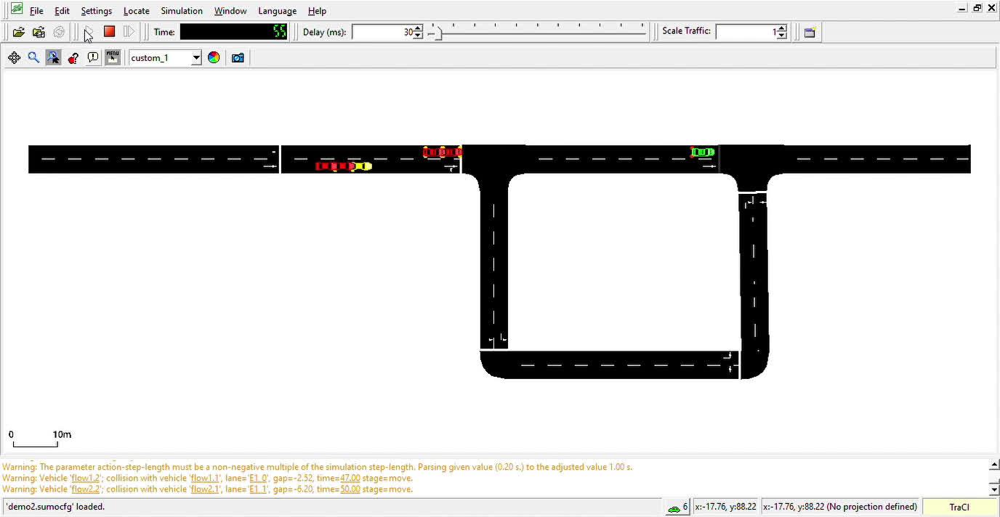 File Edit Settings Locate Simulation Window Language Help
Time: 55 Delay (ms): 30 Scale Traffic: 1
MENU custom_1
0 10m
Warning: The parameter action-step-length must be a non-negative multiple of the simulation step-length. Parsing given value (0.20 s.) to the adjusted value 1.00 s.
Warning: Vehicle 'flow1.2'; collision with vehicle 'flow1.1', lane='E1_0', gap=-2.52, time=47.00 stage=move.
Warning: Vehicle 'flow2.2'; collision with vehicle 'flow2.1', lane='E1_1', gap=-6.20, time=50.00 stage=move.
'demo2.sumocfg' loaded. 6 x:-17.76, y:88.22 x:-17.76, y:88.22 (No projection defined) TraCI